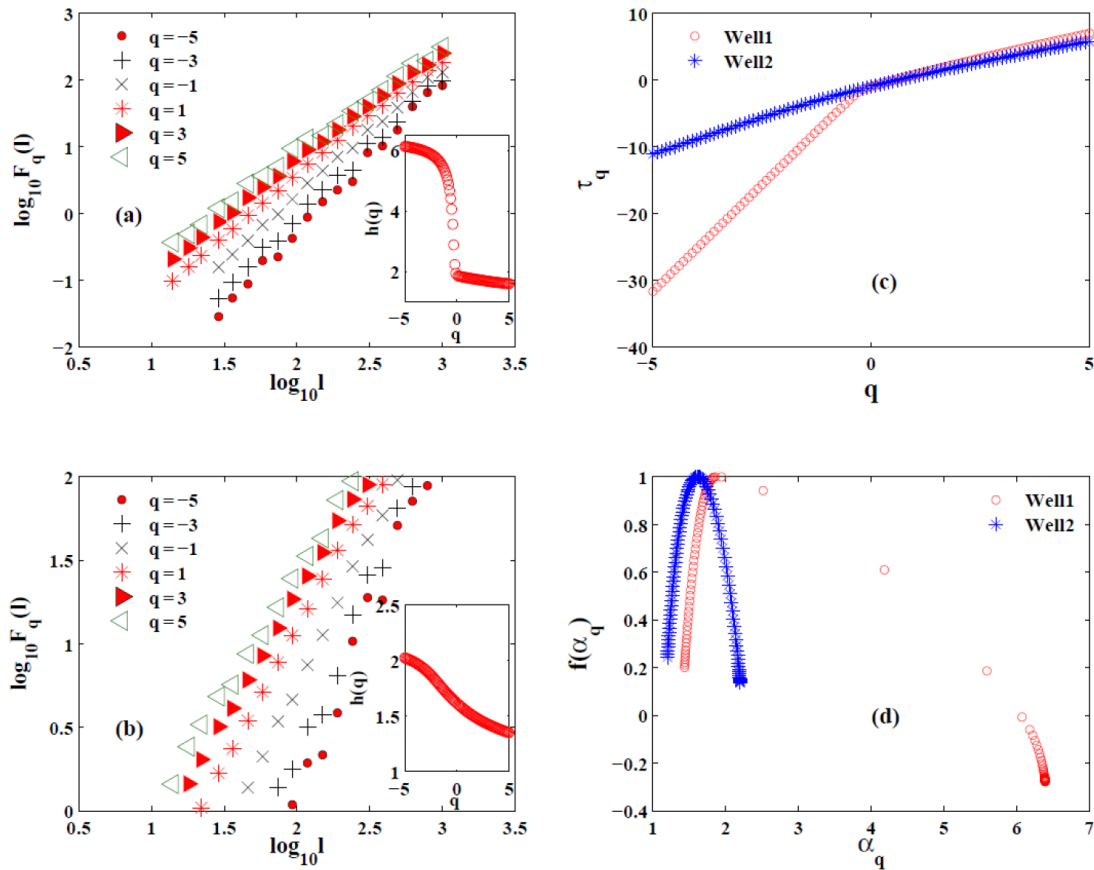 3
q = −5
q = −3
q = −1
q = 1
q = 3
q = 5
2
1
0
−1
−2
log10Fq(l)
(a)
6
4
2
h(q)
−5
0
5
q
0.5
1
1.5
2
2.5
3
3.5
log10l
10
0
−10
−20
−30
−40
τq
Well1
Well2
(c)
−5
0
5
q
2
1.5
1
0.5
0
log10Fq(l)
q = −5
q = −3
q = −1
q = 1
q = 3
q = 5
(b)
2.5
2
1.5
1
h(q)
−5
0
5
q
0.5
1
1.5
2
2.5
3
3.5
log10l
1
0.8
0.6
0.4
0.2
0
−0.2
−0.4
f(αq)
Well1
Well2
(d)
1
2
3
4
5
6
7
αq